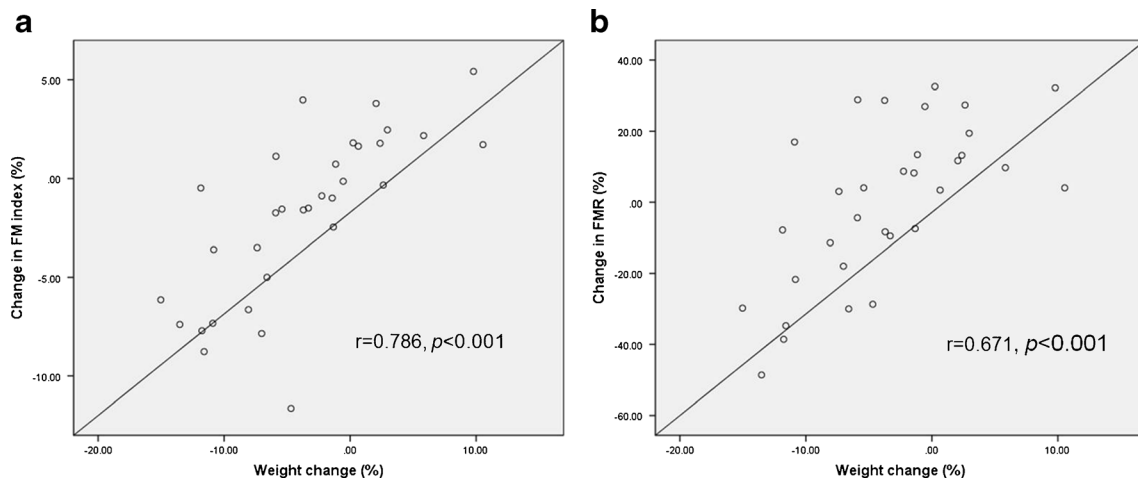 a
5.00
.00
-5.00
-10.00
Change in FM index (%)
r=0.786, p<0.001
-20.00 -10.00 .00 10.00
Weight change (%)
b
40.00
20.00
.00
-20.00
-40.00
-60.00
Change in FMR (%)
r=0.671, p<0.001
-20.00 -10.00 .00 10.00
Weight change (%)